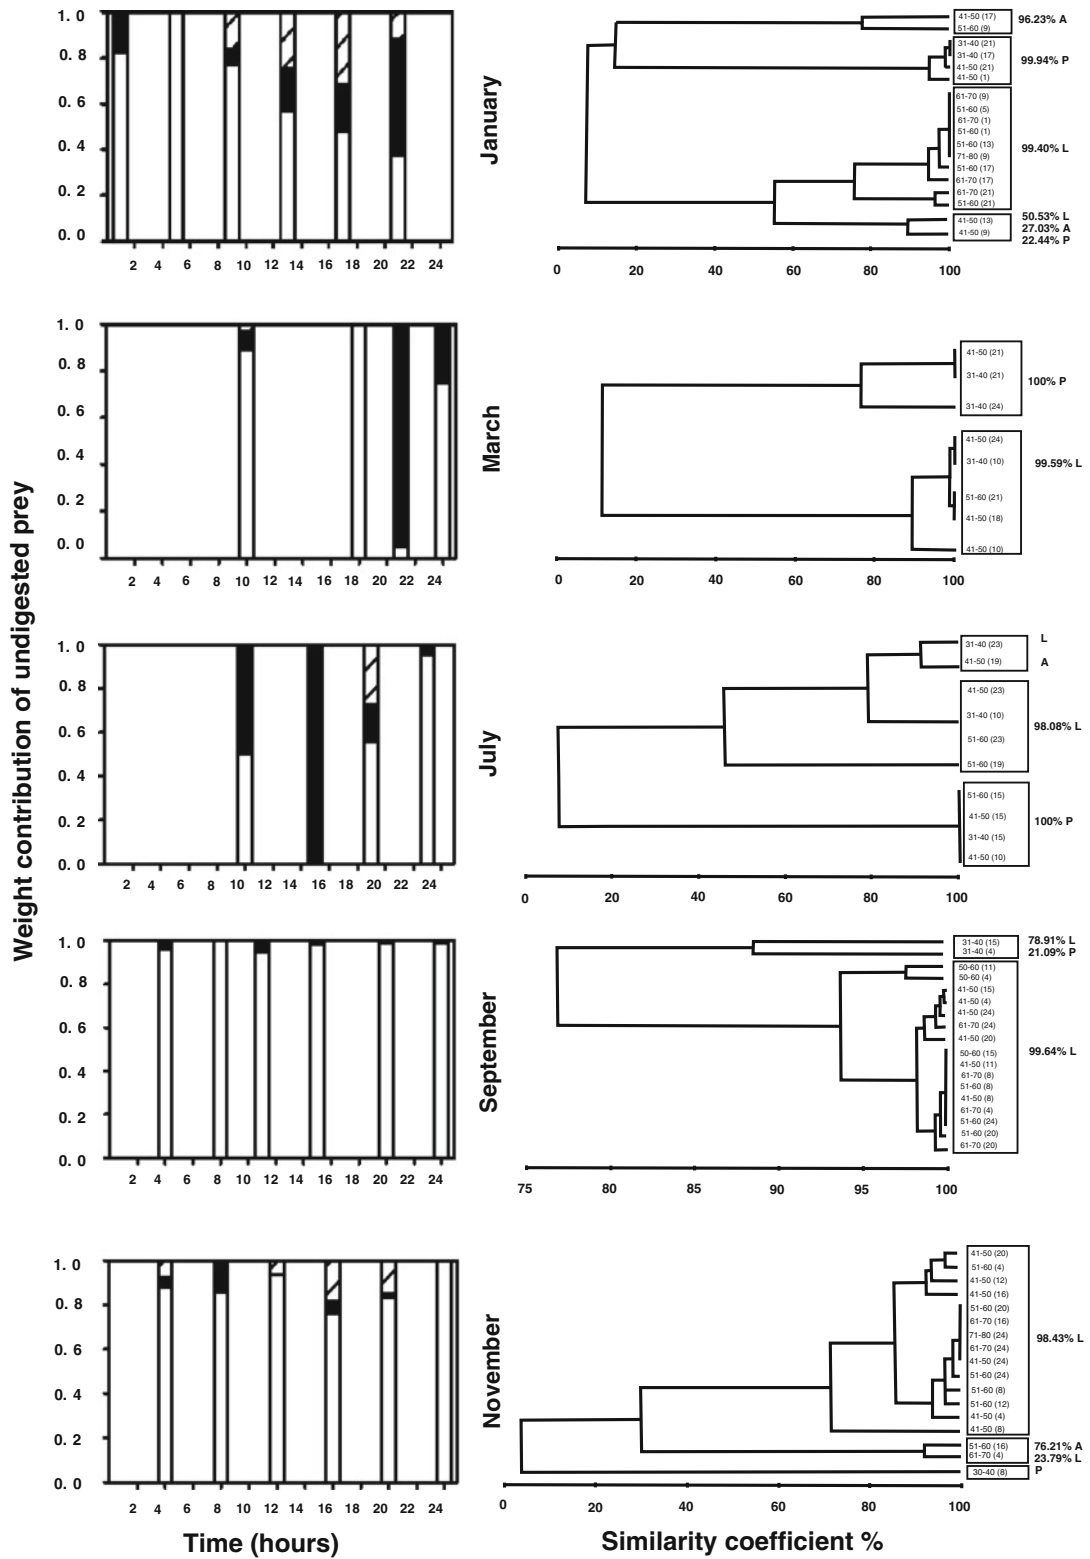 Weight contribution of undigested prey
1. 0
0. 8
0. 6
0. 4
0. 2
0. 0
2 4 6 8 10 12 14 16 18 20 22 24
January
41-50 (17)
51-60 (9)
96.23% A
31-40 (21)
31-40 (17)
41-50 (21)
41-50 (1)
99.94% P
61-70 (9)
51-60 (5)
61-70 (1)
51-60 (1)
51-60 (13)
71-80 (9)
51-60 (17)
61-70 (17)
61-70 (21)
51-60 (21)
99.40% L
41-50 (13)
41-50 (9)
50.53% L
27.03% A
22.44% P
0 20 40 60 80 100
1. 0
0. 8
0. 6
0. 4
0. 2
0. 0
2 4 6 8 10 12 14 16 18 20 22 24
March
41-50 (21)
31-40 (21)
31-40 (24)
100% P
41-50 (24)
31-40 (10)
51-60 (21)
41-50 (18)
41-50 (10)
99.59% L
0 20 40 60 80 100
1. 0
0. 8
0. 6
0. 4
0. 2
0. 0
2 4 6 8 10 12 14 16 18 20 22 24
July
31-40 (23)
41-50 (19)
L
A
41-50 (23)
31-40 (10)
51-60 (23)
51-60 (19)
98.08% L
51-60 (15)
41-50 (15)
31-40 (15)
41-50 (10)
100% P
0 20 40 60 80 100
1. 0
0. 8
0. 6
0. 4
0. 2
0. 0
2 4 6 8 10 12 14 16 18 20 22 24
September
31-40 (15)
31-40 (4)
78.91% L
21.09% P
50-60 (11)
50-60 (4)
41-50 (15)
41-50 (4)
41-50 (24)
61-70 (24)
41-50 (20)
50-60 (15)
41-50 (11)
61-70 (8)
51-60 (8)
41-50 (8)
61-70 (4)
51-60 (24)
51-60 (20)
61-70 (20)
99.64% L
75 80 85 90 95 100
1. 0
0. 8
0. 6
0. 4
0. 2
0. 0
2 4 6 8 10 12 14 16 18 20 22 24
November
41-50 (20)
51-60 (4)
41-50 (12)
41-50 (16)
51-60 (20)
61-70 (16)
71-80 (24)
61-70 (24)
41-50 (24)
51-60 (24)
51-60 (8)
51-60 (12)
41-50 (4)
41-50 (8)
98.43% L
51-60 (16)
61-70 (4)
76.21% A
23.79% L
30-40 (8)
P
0 20 40 60 80 100
Time (hours)
Similarity coefficient %